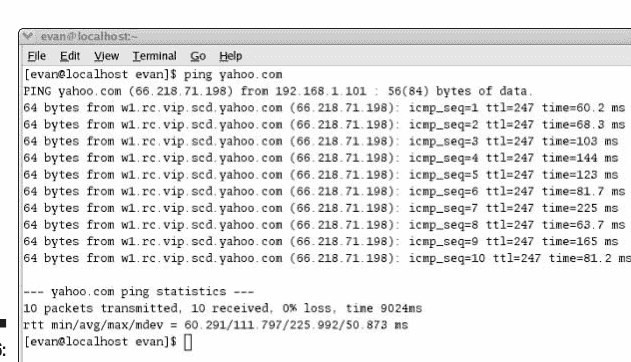 evan@localhost:~
File Edit View Terminal Go Help
[evan@localhost evan]$ ping yahoo.com
PING yahoo.com (66.218.71.198) from 192.168.1.101 : 56(84) bytes of data.
64 bytes from w1.rc.vip.scd.yahoo.com (66.218.71.198): icmp_seq=1 ttl=247 time=60.2 ms
64 bytes from w1.rc.vip.scd.yahoo.com (66.218.71.198): icmp_seq=2 ttl=247 time=68.3 ms
64 bytes from w1.rc.vip.scd.yahoo.com (66.218.71.198): icmp_seq=3 ttl=247 time=103 ms
64 bytes from w1.rc.vip.scd.yahoo.com (66.218.71.198): icmp_seq=4 ttl=247 time=144 ms
64 bytes from w1.rc.vip.scd.yahoo.com (66.218.71.198): icmp_seq=5 ttl=247 time=123 ms
64 bytes from w1.rc.vip.scd.yahoo.com (66.218.71.198): icmp_seq=6 ttl=247 time=81.7 ms
64 bytes from w1.rc.vip.scd.yahoo.com (66.218.71.198): icmp_seq=7 ttl=247 time=225 ms
64 bytes from w1.rc.vip.scd.yahoo.com (66.218.71.198): icmp_seq=8 ttl=247 time=63.7 ms
64 bytes from w1.rc.vip.scd.yahoo.com (66.218.71.198): icmp_seq=9 ttl=247 time=165 ms
64 bytes from w1.rc.vip.scd.yahoo.com (66.218.71.198): icmp_seq=10 ttl=247 time=81.2 ms
--- yahoo.com ping statistics ---
10 packets transmitted, 10 received, 0% loss, time 9024ms
rtt min/avg/max/mdev = 60.291/111.797/225.992/50.873 ms
[evan@localhost evan]$